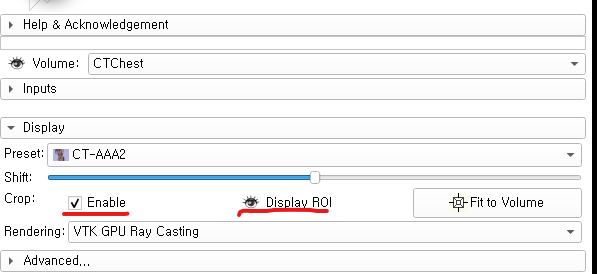 Help & Acknowledgement
Volume: CTChest
Inputs
Display
Preset: CT-AAA2
Shift:
Crop: Enable Display ROI Fit to Volume
Rendering: VTK GPU Ray Casting
Advanced...